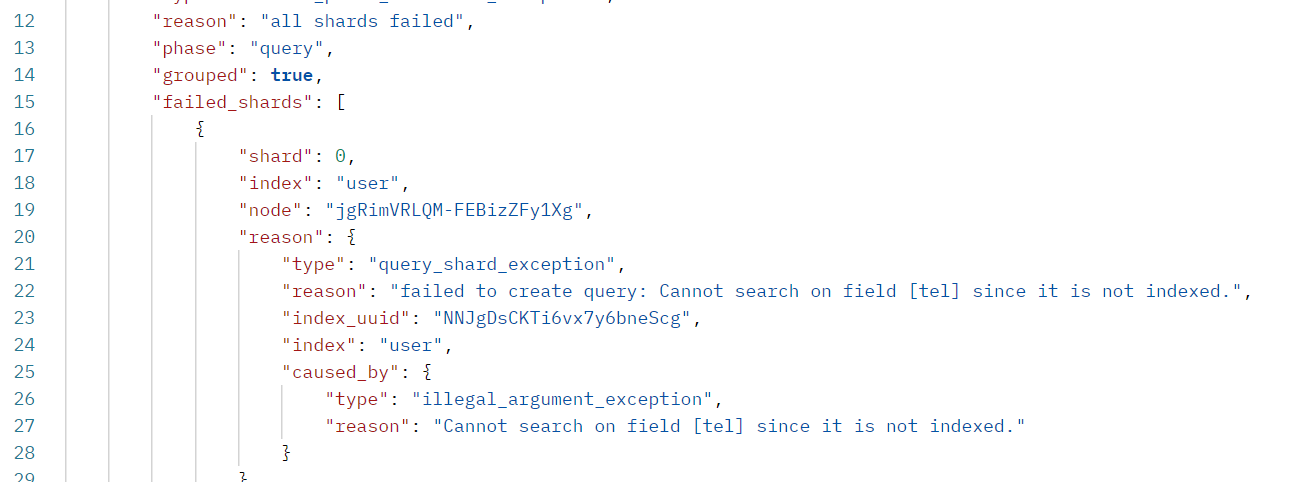 12 "reason": "all shards failed",
13 "phase": "query",
14 "grouped": true,
15 "failed_shards": [
16 {
17 "shard": 0,
18 "index": "user",
19 "node": "jgRimVRLQM-FEBizZFy1Xg",
20 "reason": {
21 "type": "query_shard_exception",
22 "reason": "failed to create query: Cannot search on field [tel] since it is not indexed.",
23 "index_uuid": "NNJgDsCKTi6vx7y6bneScg",
24 "index": "user",
25 "caused_by": {
26 "type": "illegal_argument_exception",
27 "reason": "Cannot search on field [tel] since it is not indexed."
28 }
29 }